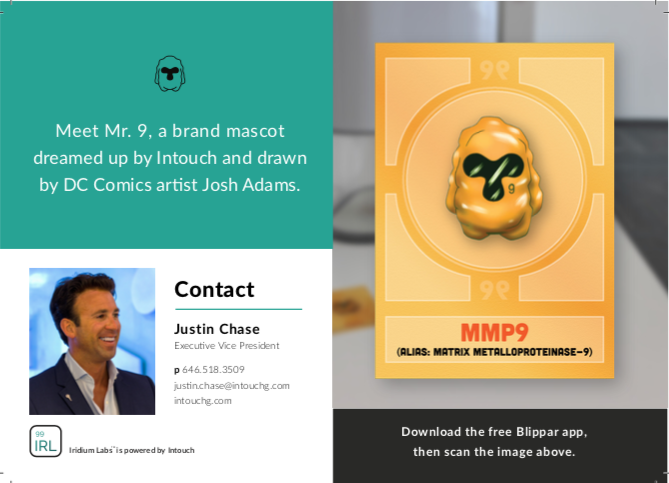 Meet Mr. 9, a brand mascot
dreamed up by Intouch and drawn
by DC Comics artist Josh Adams.
Contact
Justin Chase
Executive Vice President
p 646.518.3509
justin.chase@intouchg.com
intouchg.com
99
IRL
Iridium Labs™ is powered by Intouch
99
9
99
MMP9
(ALIAS: MATRIX METALLOPROTEINASE-9)
Download the free Blippar app,
then scan the image above.